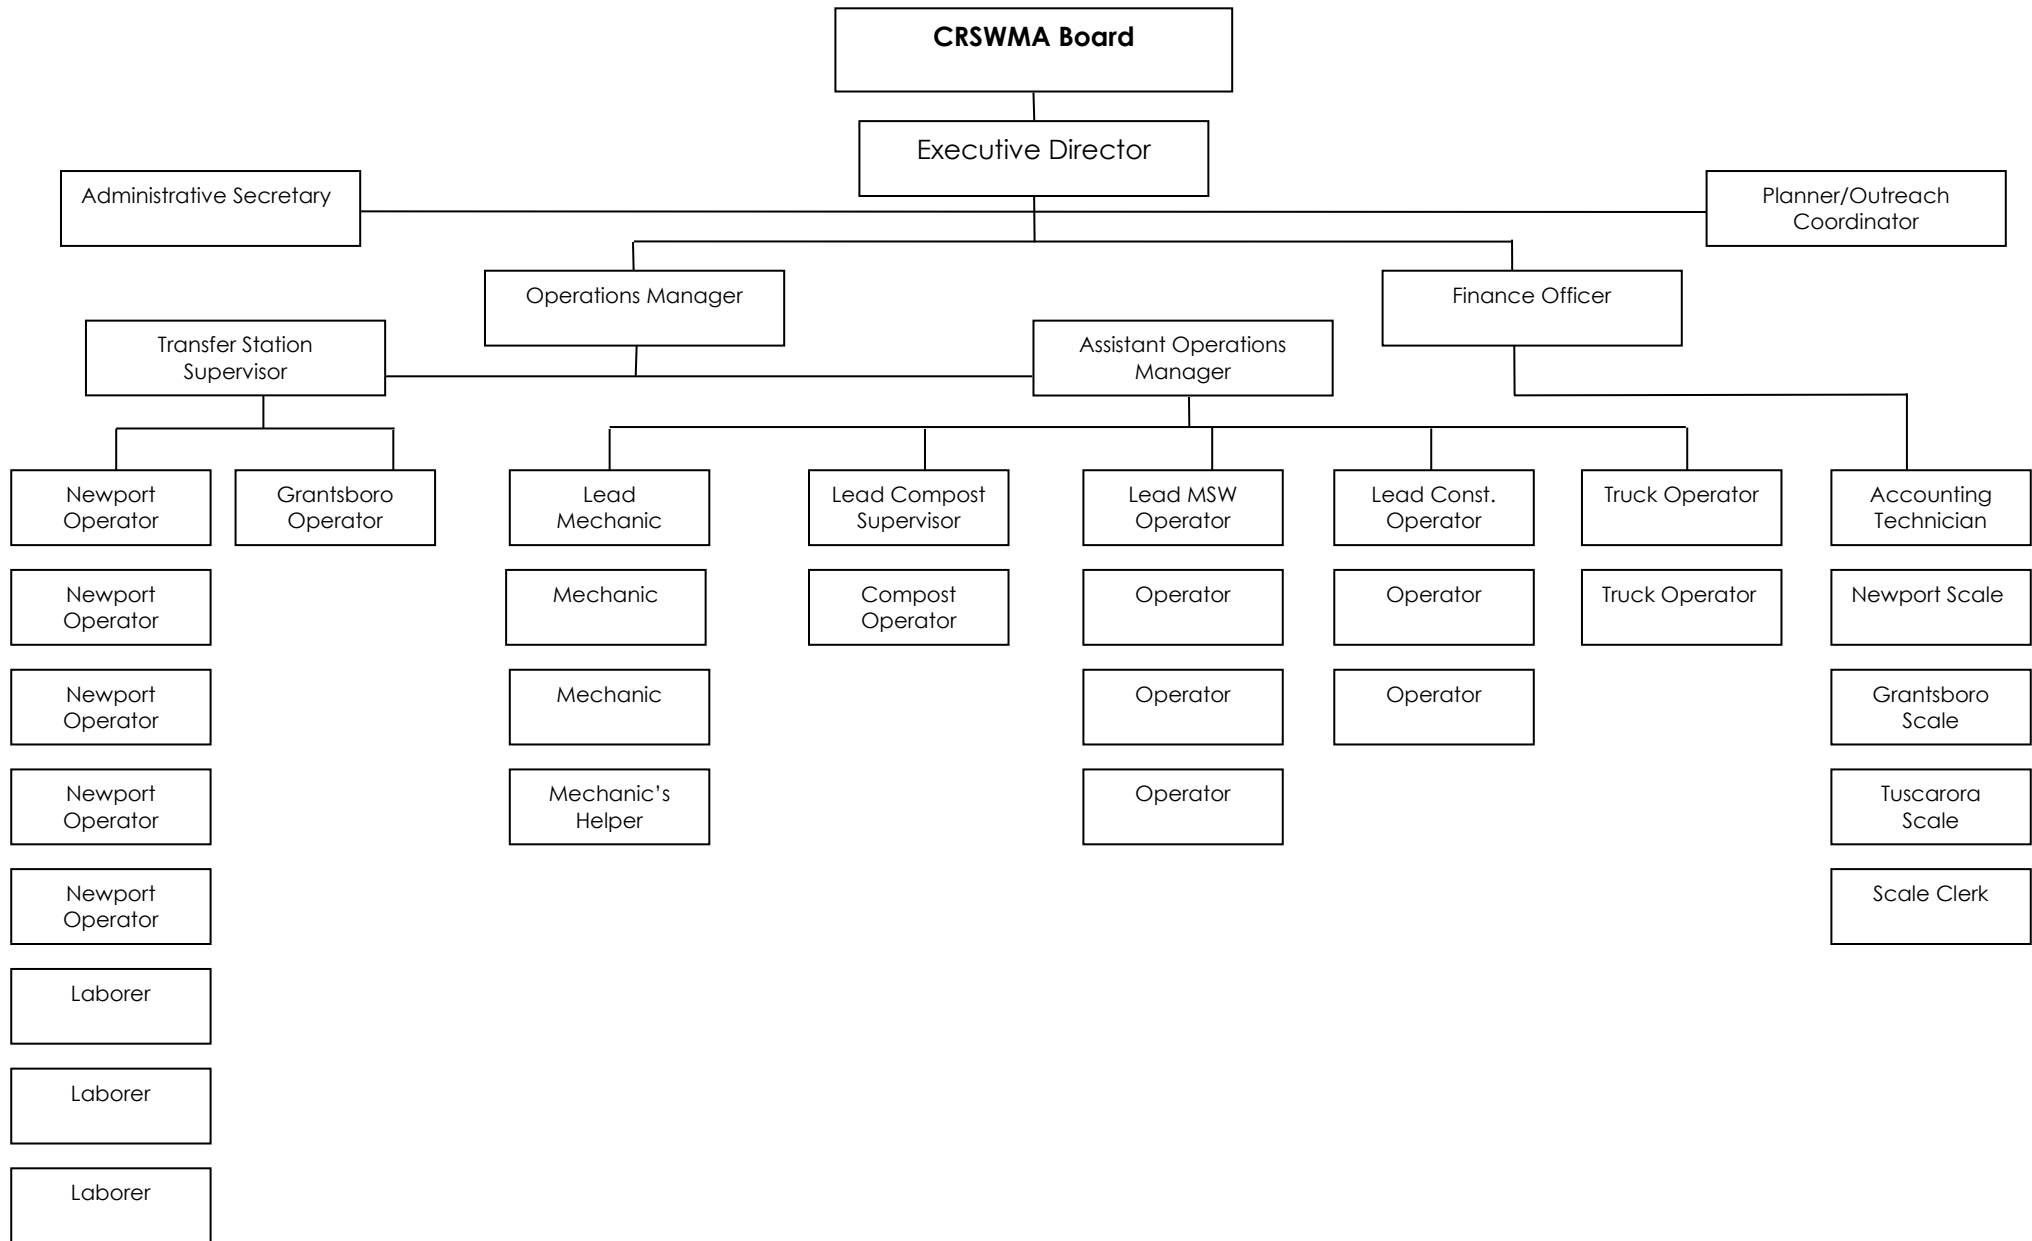 CRSWMA Board
Executive Director
Administrative Secretary
Planner/Outreach
Coordinator
Operations Manager
Finance Officer
Transfer Station
Supervisor
Assistant Operations
Manager
Newport
Operator
Grantsboro
Operator
Lead
Mechanic
Lead Compost
Supervisor
Lead MSW
Operator
Lead Const.
Operator
Truck Operator
Accounting
Technician
Newport
Operator
Mechanic
Compost
Operator
Operator
Operator
Truck Operator
Newport Scale
Newport
Operator
Mechanic
Operator
Operator
Grantsboro
Scale
Newport
Operator
Mechanic’s
Helper
Operator
Tuscarora
Scale
Newport
Operator
Scale Clerk
Laborer
Laborer
Laborer